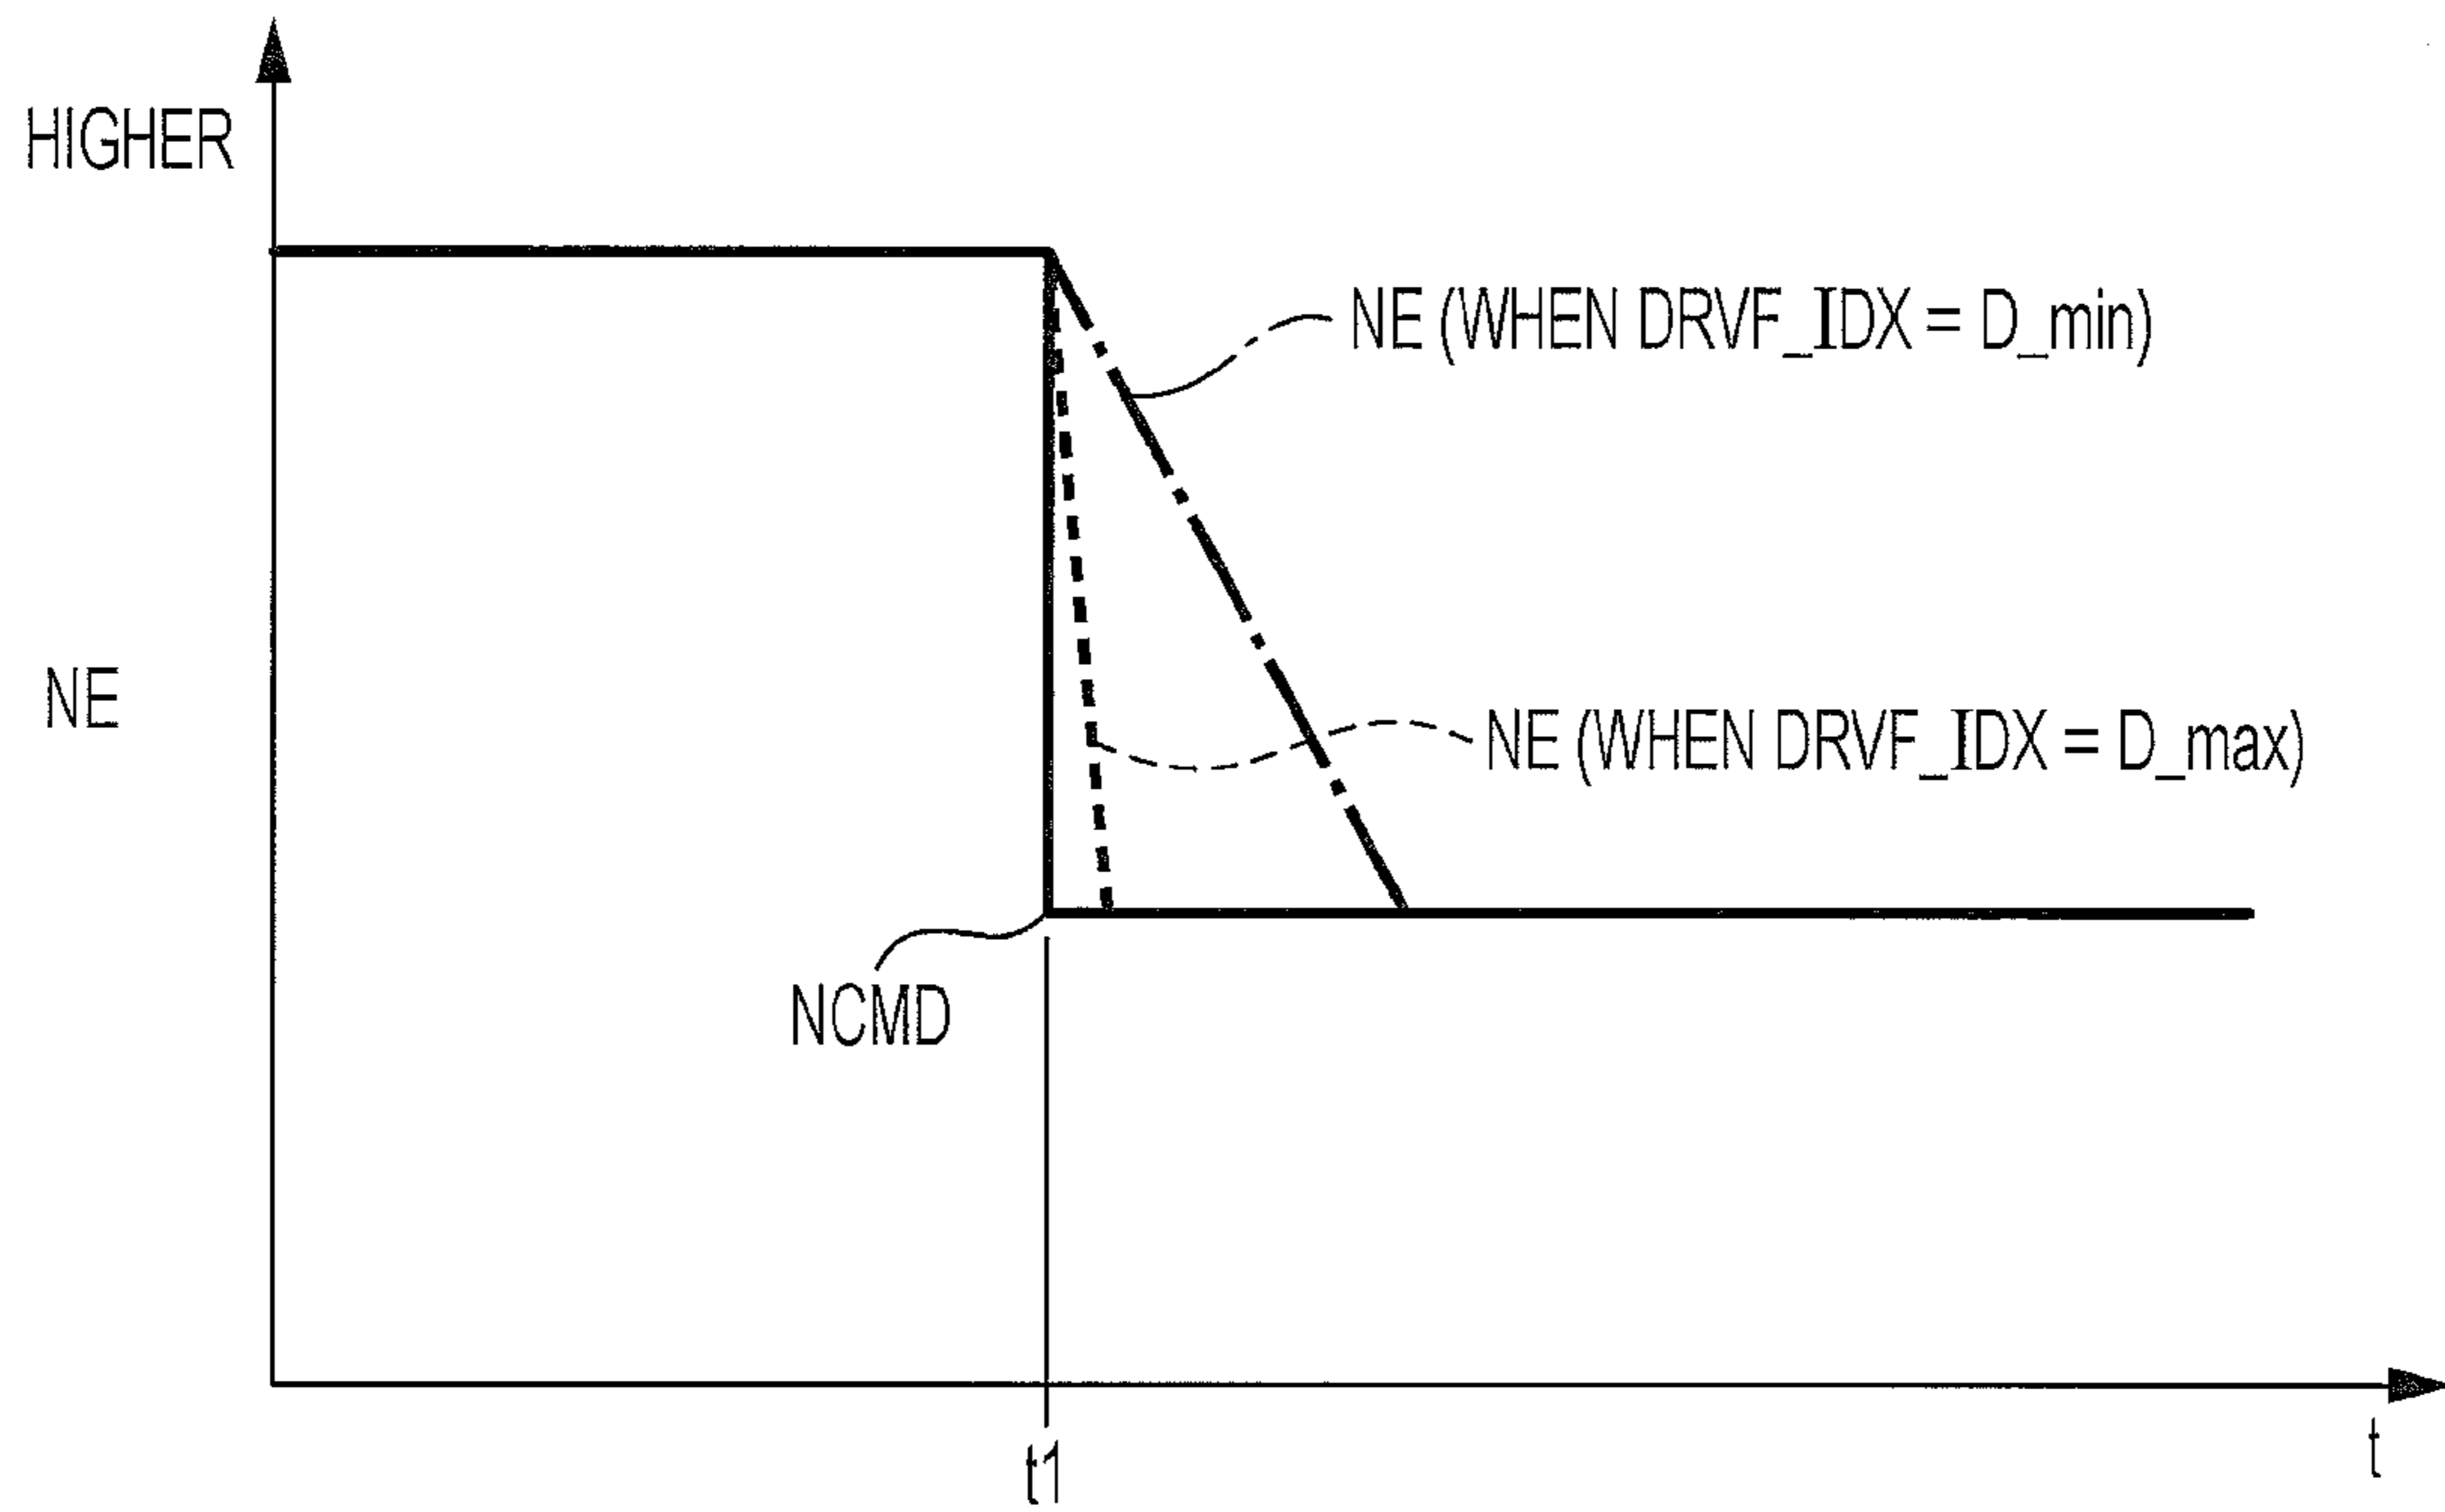 HIGHER
NE (WHEN DRVF_IDX = D_min)
NE
NE (WHEN DRVF_IDX = D_max)
NCMD
t1
t